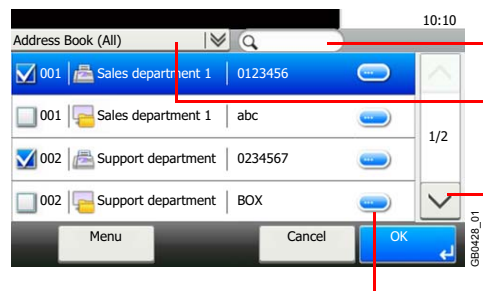 10:10
Address Book (All)
001 Sales department 1 0123456
001 Sales department 1 abc
1/2
002 Support department 0234567
002 Support department BOX
Menu Cancel OK
GB0428_01